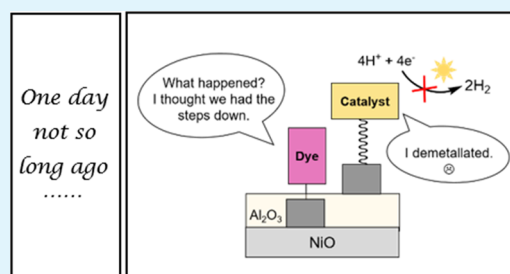 One day
not so
long ago
......
What happened?
I thought we had the
steps down.
4H⁺ + 4e⁻
2H₂
Catalyst
Dye
I demetallated.
☹
Al₂O₃
NiO